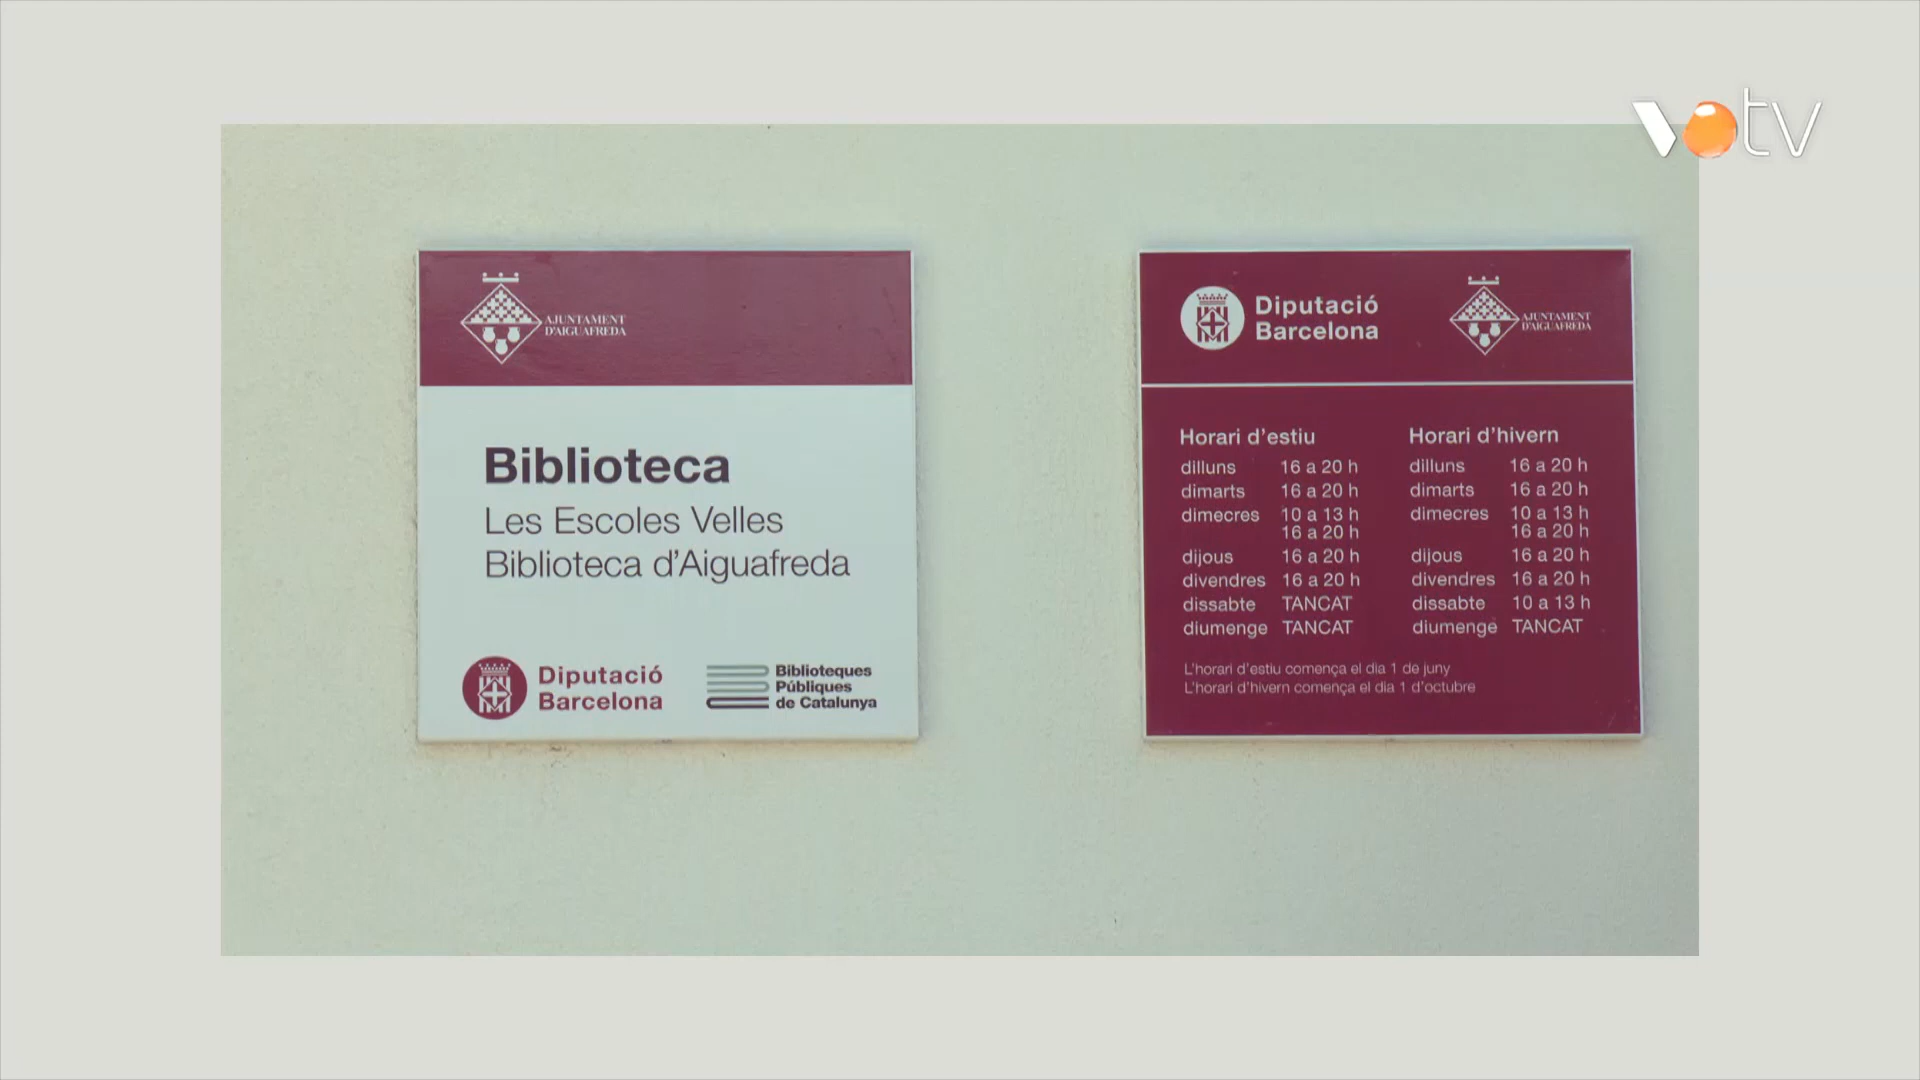 votv
AJUNTAMENT
D'AIGUAFREDA
Biblioteca
Les Escoles Velles
Biblioteca d'Aiguafreda
Diputació
Barcelona
Biblioteques
Públiques
de Catalunya
Diputació
Barcelona
AJUNTAMENT
D'AIGUAFREDA
Horari d'estiu
dilluns 16 a 20 h
dimarts 16 a 20 h
dimecres 10 a 13 h
16 a 20 h
dijous 16 a 20 h
divendres 16 a 20 h
dissabte TANCAT
diumenge TANCAT
Horari d'hivern
dilluns 16 a 20 h
dimarts 16 a 20 h
dimecres 10 a 13 h
16 a 20 h
dijous 16 a 20 h
divendres 16 a 20 h
dissabte 10 a 13 h
diumenge TANCAT
L'horari d'estiu comença el dia 1 de juny
L'horari d'hivern comença el dia 1 d'octubre